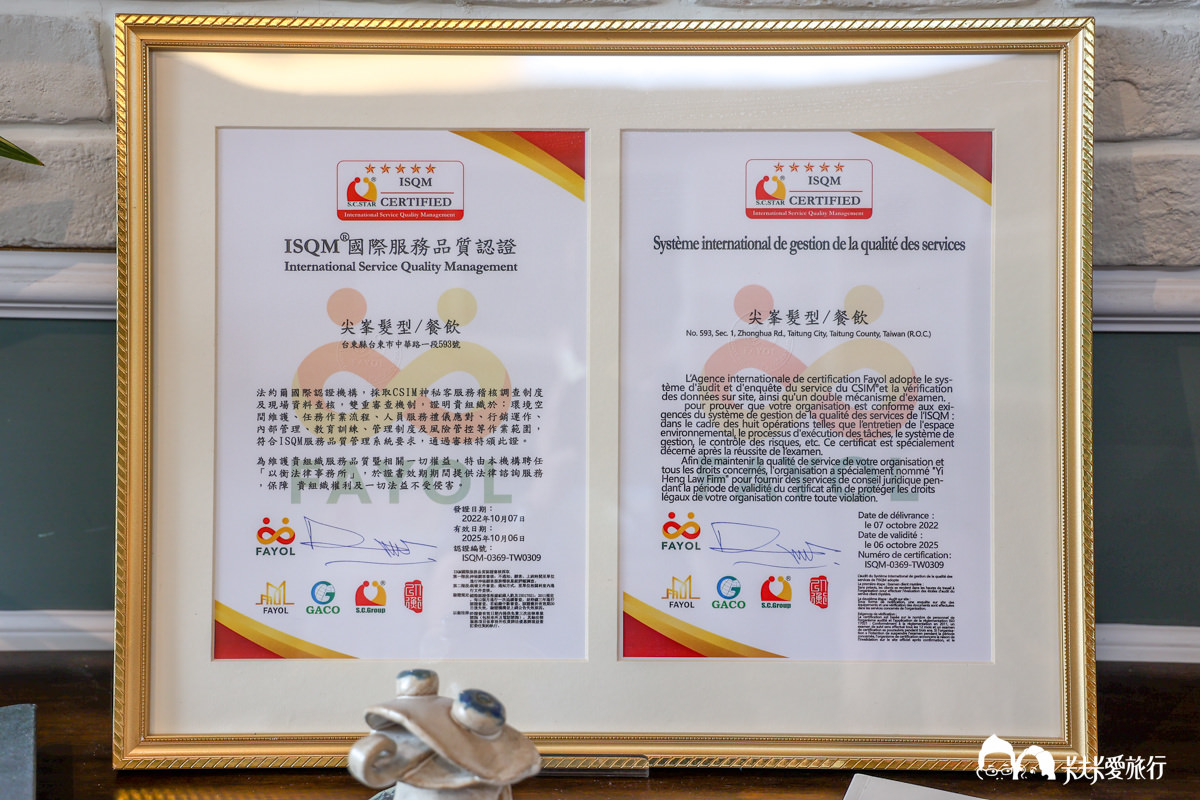 ISQM
S.C.STAR CERTIFIED
International Service Quality Management
ISQM®國際服務品質認證
International Service Quality Management
尖峯髮型/餐飲
台東縣台東市中華路一段593號
法約爾國際認證機構，採取CSIM神秘客服務稽核調查制度
及現場資料查核，雙重審查機制，證明貴組織於：環境空
間維護、任務作業流程、人員服務禮儀應對、行銷運作、
內部管理、教育訓練、管理制度及風險管控等作業範圍，
符合ISQM服務品質管理系統要求，通過審核特頒此證。
為維護貴組織服務品質暨相關一切權益，特由本機構聘任
「以衡法律事務所」，於證書效期期間提供法律諮詢服務
，保障 貴組織權利及一切法益不受侵害。
FAYOL
發證日期：
2022年10月07日
有效日期：
2025年10月06日
認證編號：
ISQM-0369-TW0309
FAYOL
FAYOL
GACO
S.C.Group
ISQM
S.C.STAR CERTIFIED
International Service Quality Management
Système international de gestion de la qualité des services
尖峯髮型/餐飲
No. 593, Sec. 1, Zhonghua Rd., Taitung City, Taitung County, Taiwan (R.O.C.)
L'Agence internationale de certification Fayol adopte le sys-
tème d'audit et d'enquête du service du CSIM et la vérification
des données sur site, ainsi qu'un double mécanisme d'examen.
pour prouver que votre organisation est conforme aux exi-
gences du système de gestion de la qualité des services de l'ISQM :
dans le cadre des huit opérations telles que l'entretien de l'espace
environnemental, le processus d'exécution des tâches, le système de
gestion, le contrôle des risques, etc. Ce certificat est spécialement
décerné après la réussite de l'examen.
Afin de maintenir la qualité de service de votre organisation et
tous les droits concernés, l'organisation a spécialement nommé "Yi
Heng Law Firm" pour fournir des services de conseil juridique pen-
dant la période de validité du certificat afin de protéger les droits
légaux de votre organisation contre toute violation.
FAYOL
Date de délivrance :
le 07 octobre 2022
Date de validité :
le 06 octobre 2025
Numéro de certification:
ISQM-0369-TW0309
FAYOL
FAYOL
GACO
S.C.Group
愛旅行